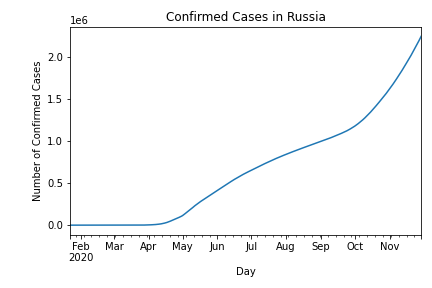 Confirmed Cases in Russia
1e6
2.0
1.5
1.0
0.5
0.0
Number of Confirmed Cases
Feb Mar Apr May Jun Jul Aug Sep Oct Nov
2020
Day